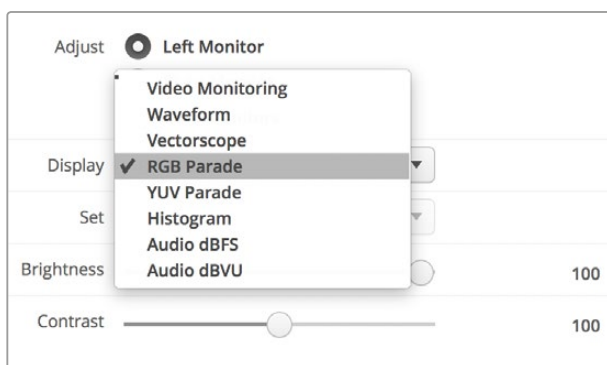 Adjust Left Monitor
Video Monitoring
Waveform
Vectorscope
Display ✔ RGB Parade
YUV Parade
Set Histogram
Audio dBFS
Brightness Audio dBVU 100
Contrast 100